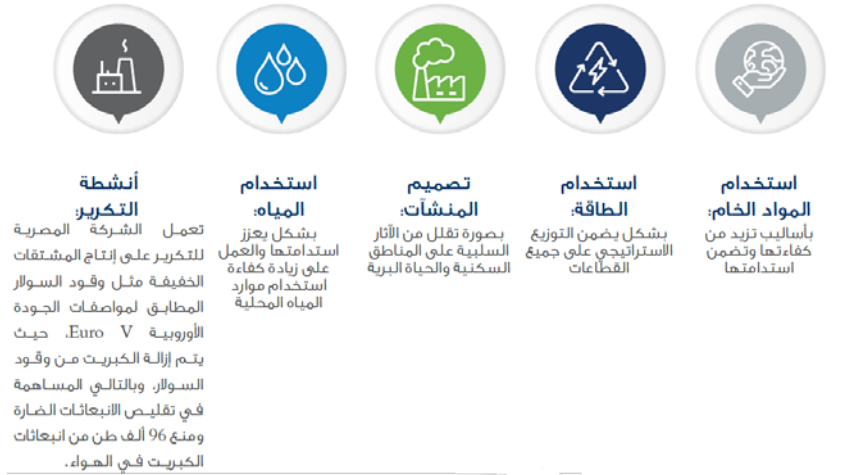 استخدام
المواد الخام:
بأساليب تزيد من
كفاءتها وتضمن
استدامتها
استخدام
الطاقة:
بشكل يضمن التوزيع
الاستراتيجي على جميع
القطاعات
تصميم
المنشآت:
بصورة تقلل من الآثار
السلبية على المناطق
السكنية والحياة البرية
استخدام
المياه:
بشكل يعزز
استدامتها والعمل
على زيادة كفاءة
استخدام موارد
المياه المحلية
أنشطة
التكرير:
تعمل الشركة المصرية
للتكرير على إنتاج المشتقات
الخفيفة مثل وقود السولار
المطابق لمواصفات الجودة
الأوروبية Euro V، حيث
يتم إزالة الكبريت من وقود
السولار، وبالتالي المساهمة
في تقليص الانبعاثات الضارة
ومنع 96 ألف طن من انبعاثات
الكبريت في الهواء.